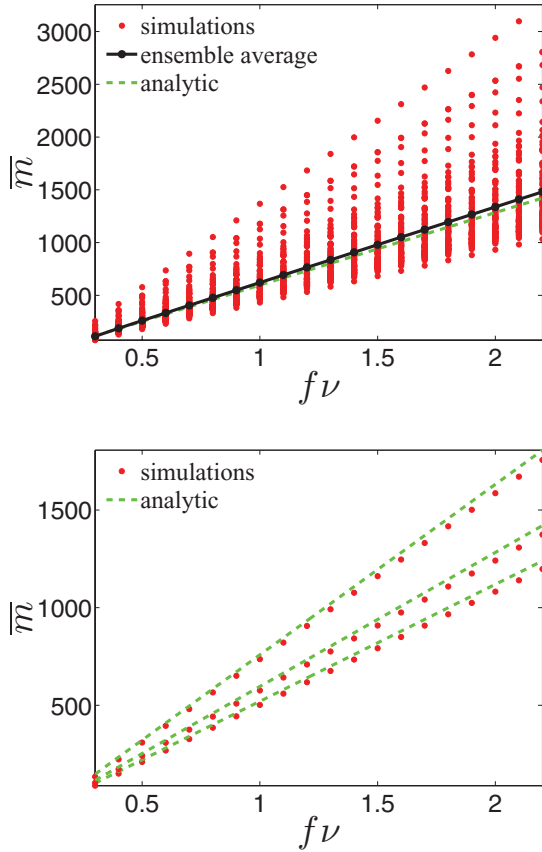 3000
simulations
ensemble average
analytic
2500
2000
m̅
1500
1000
500
0.5 1 1.5 2
fν
simulations
analytic
1500
m̅
1000
500
0.5 1 1.5 2
fν